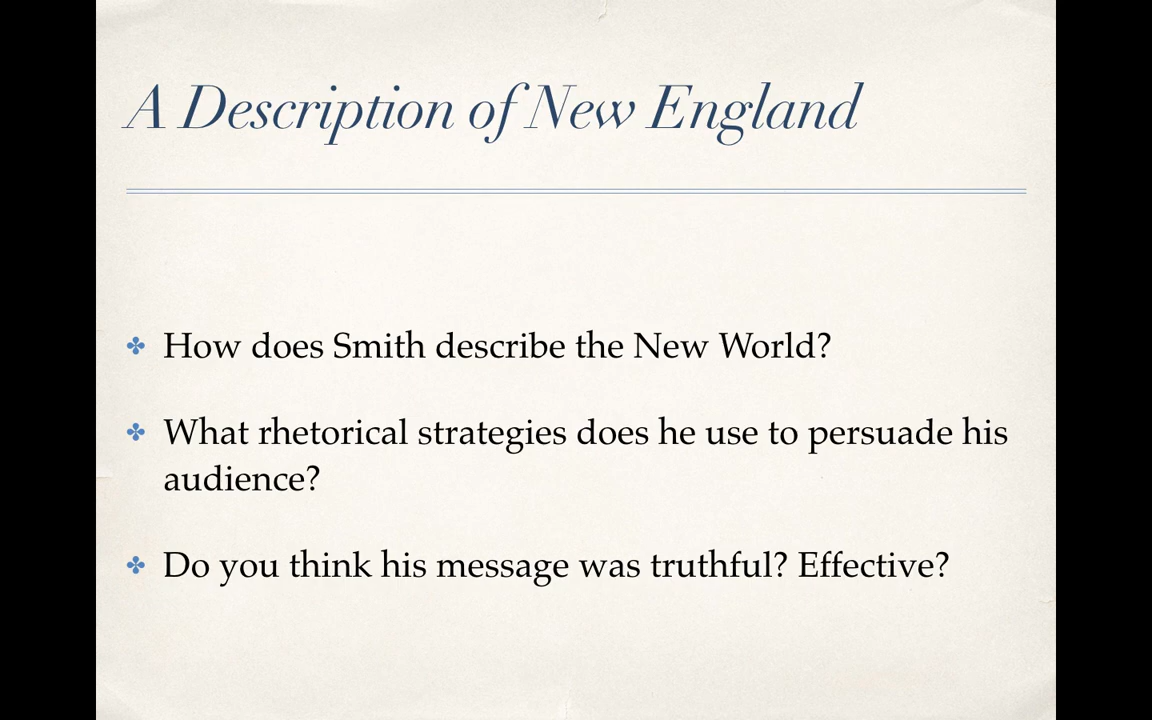 A Description of New England
How does Smith describe the New World?
What rhetorical strategies does he use to persuade his
audience?
Do you think his message was truthful? Effective?